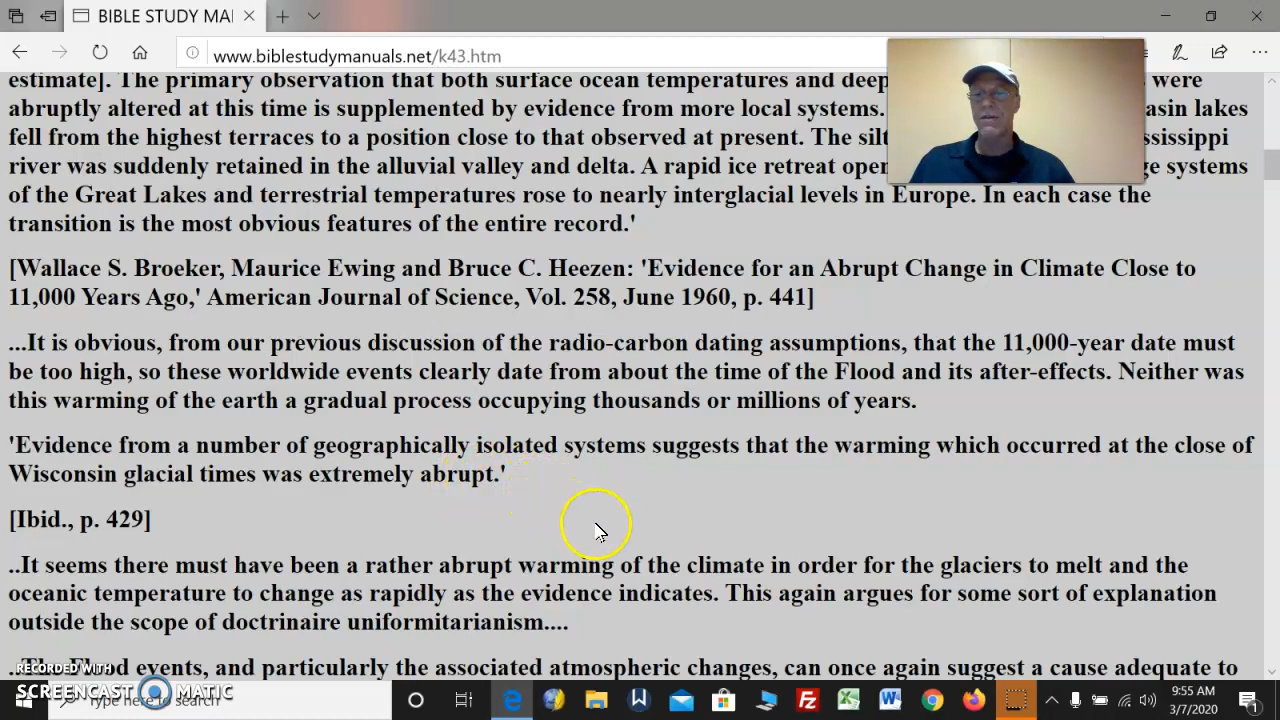 BIBLE STUDY MA
www.biblestudymanuals.net/k43.htm
estimate]. The primary observation that both surface ocean temperatures and deep were
abruptly altered at this time is supplemented by evidence from more local systems. asin lakes
fell from the highest terraces to a position close to that observed at present. The silt ssissippi
river was suddenly retained in the alluvial valley and delta. A rapid ice retreat open ge systems
of the Great Lakes and terrestrial temperatures rose to nearly interglacial levels in Europe. In each case the
transition is the most obvious features of the entire record.'
[Wallace S. Broeker, Maurice Ewing and Bruce C. Heezen: 'Evidence for an Abrupt Change in Climate Close to
11,000 Years Ago,' American Journal of Science, Vol. 258, June 1960, p. 441]
...It is obvious, from our previous discussion of the radio-carbon dating assumptions, that the 11,000-year date must
be too high, so these worldwide events clearly date from about the time of the Flood and its after-effects. Neither was
this warming of the earth a gradual process occupying thousands or millions of years.
'Evidence from a number of geographically isolated systems suggests that the warming which occurred at the close of
Wisconsin glacial times was extremely abrupt.'
[Ibid., p. 429]
..It seems there must have been a rather abrupt warming of the climate in order for the glaciers to melt and the
oceanic temperature to change as rapidly as the evidence indicates. This again argues for some sort of explanation
outside the scope of doctrinaire uniformitarianism....
..The Flood events, and particularly the associated atmospheric changes, can once again suggest a cause adequate to
RECORDED WITH
SCREENCAST MATIC
Type here to search
9:55 AM
3/7/2020